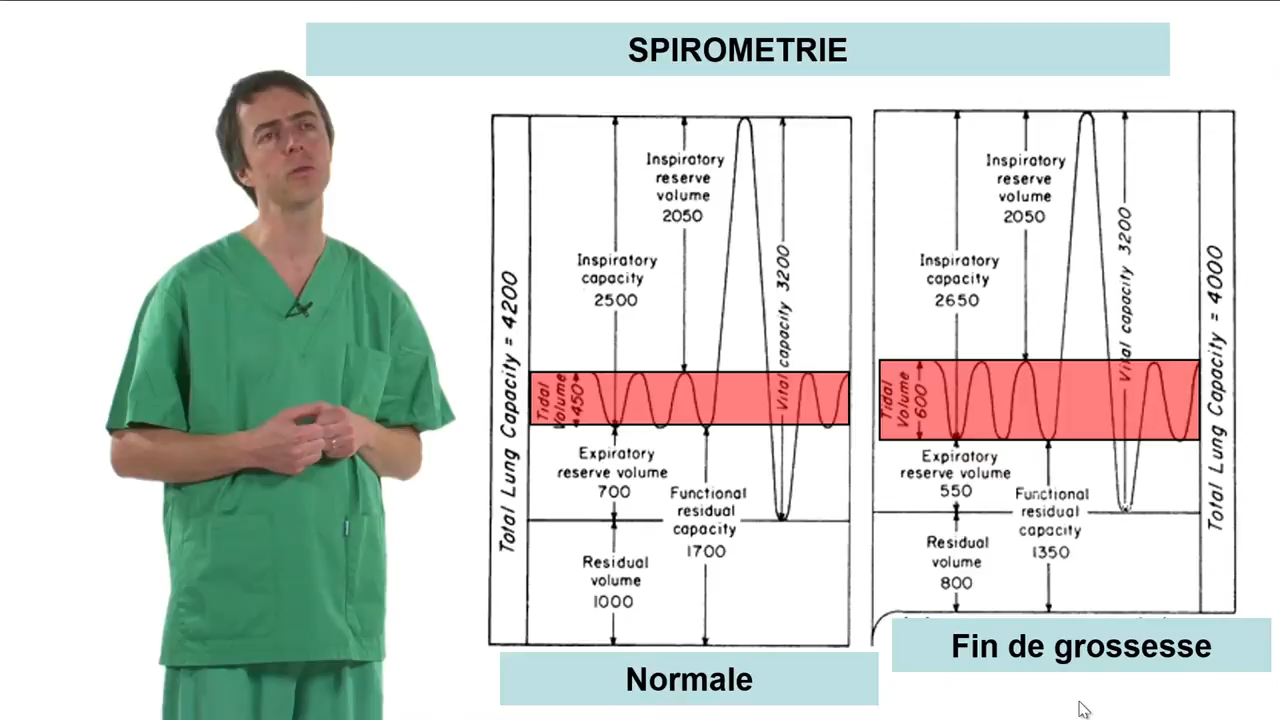 SPIROMETRIE
Total Lung Capacity = 4200
Inspiratory
reserve
volume
2050
Inspiratory
capacity
2500
Vital capacity 3200
Tidal
Volume
450
Expiratory
reserve volume
700
Functional
residual
capacity
1700
Residual
volume
1000
Normale
Inspiratory
reserve
volume
2050
Inspiratory
capacity
2650
Vital capacity 3200
Tidal
Volume
600
Expiratory
reserve volume
550
Functional
residual
capacity
1350
Residual
volume
800
Total Lung Capacity = 4000
Fin de grossesse